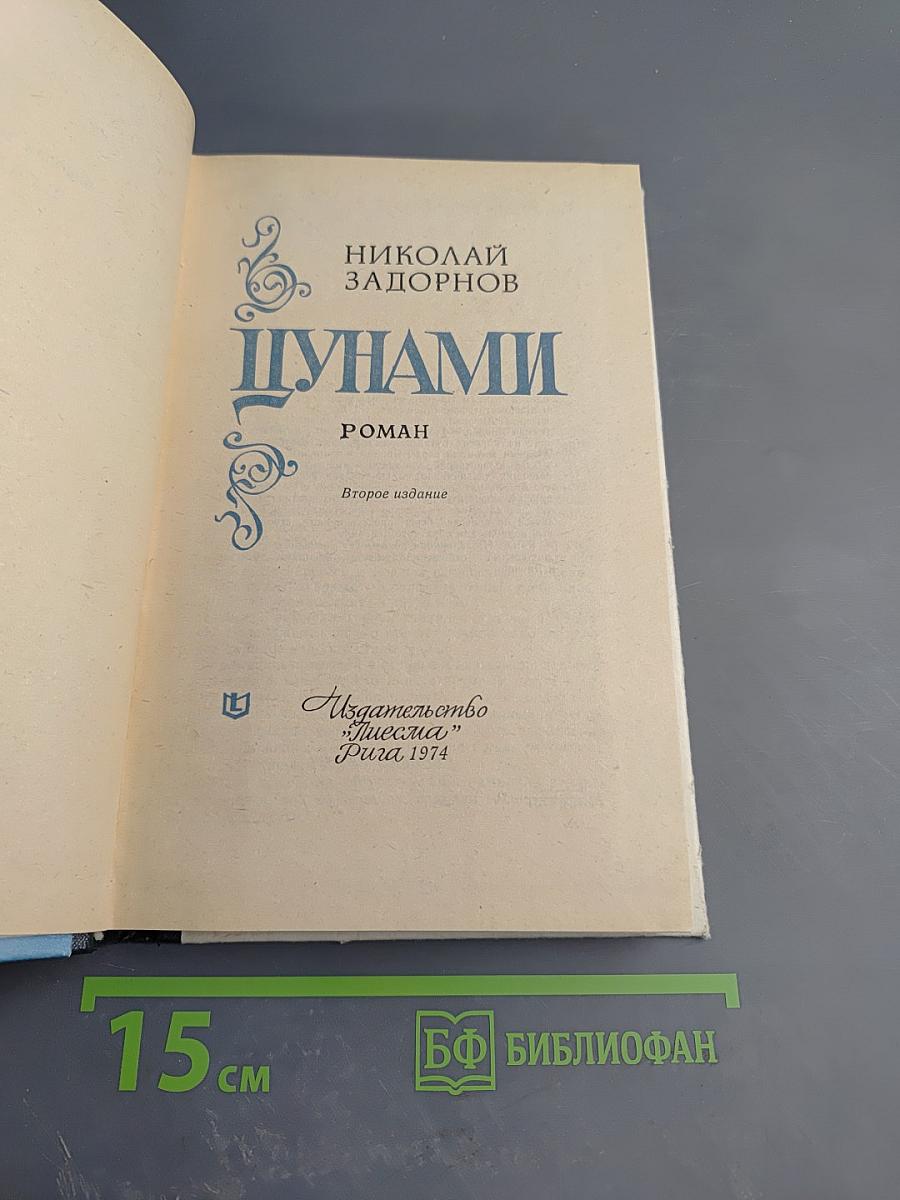 НИКОЛАЙ
ЗАДОРНОВ
ЦУНАМИ
РОМАН
Второе издание
L
Издательство
„Лиесма”
Рига 1974
15 см
БФ БИБЛИОФАН